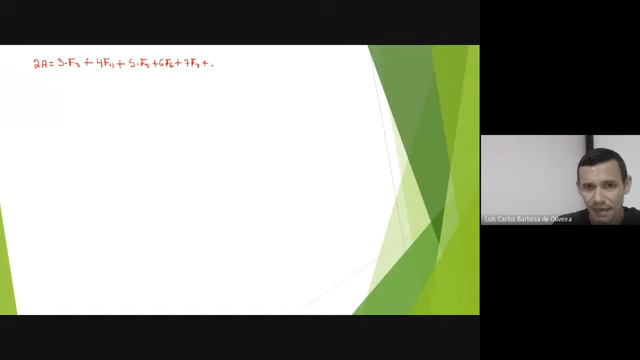 2A = 3·F₃ + 4F₄ + 5·F₅ + 6F₆ + 7F₇ + .
Luis Carlos Barbosa de Oliveira